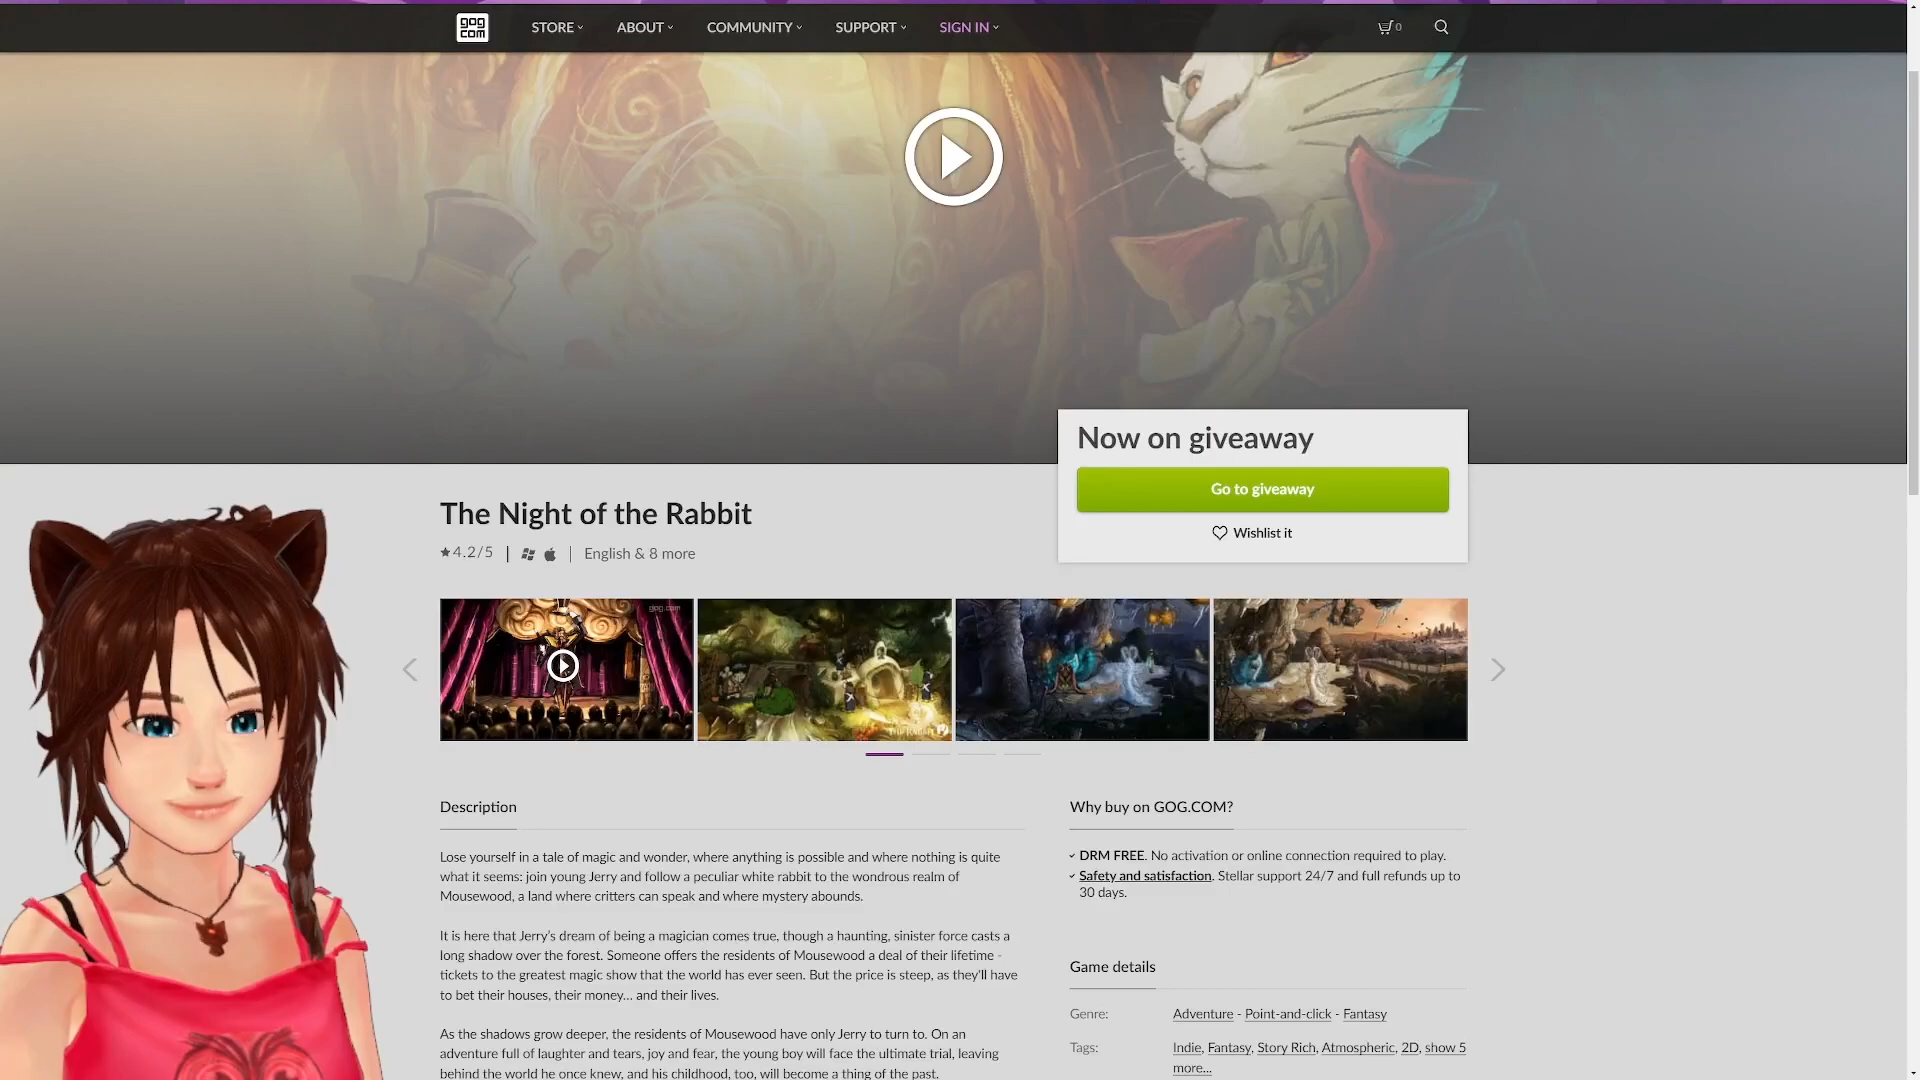 gog
com
STORE
ABOUT
COMMUNITY
SUPPORT
SIGN IN
0
Now on giveaway
Go to giveaway
Wishlist it
The Night of the Rabbit
4.2/5
English & 8 more
gog.com
Description
Lose yourself in a tale of magic and wonder, where anything is possible and where nothing is quite
what it seems: join young Jerry and follow a peculiar white rabbit to the wondrous realm of
Mousewood, a land where critters can speak and where mystery abounds.
It is here that Jerry's dream of being a magician comes true, though a haunting, sinister force casts a
long shadow over the forest. Someone offers the residents of Mousewood a deal of their lifetime -
tickets to the greatest magic show that the world has ever seen. But the price is steep, as they'll have
to bet their houses, their money... and their lives.
As the shadows grow deeper, the residents of Mousewood have only Jerry to turn to. On an
adventure full of laughter and tears, joy and fear, the young boy will face the ultimate trial, leaving
behind the world he once knew, and his childhood, too, will become a thing of the past.
Why buy on GOG.COM?
DRM FREE. No activation or online connection required to play.
Safety and satisfaction. Stellar support 24/7 and full refunds up to
30 days.
Game details
Genre: Adventure - Point-and-click - Fantasy
Tags: Indie, Fantasy, Story Rich, Atmospheric, 2D, show 5
more...